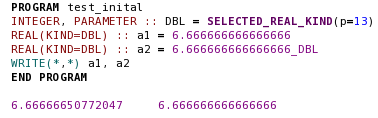 PROGRAM test_inital
INTEGER, PARAMETER :: DBL = SELECTED_REAL_KIND(p=13)
REAL(KIND=DBL) :: a1 = 6.666666666666666
REAL(KIND=DBL) :: a2 = 6.666666666666666_DBL
WRITE(*,*) a1, a2
END PROGRAM
6.66666650772047 6.666666666666666